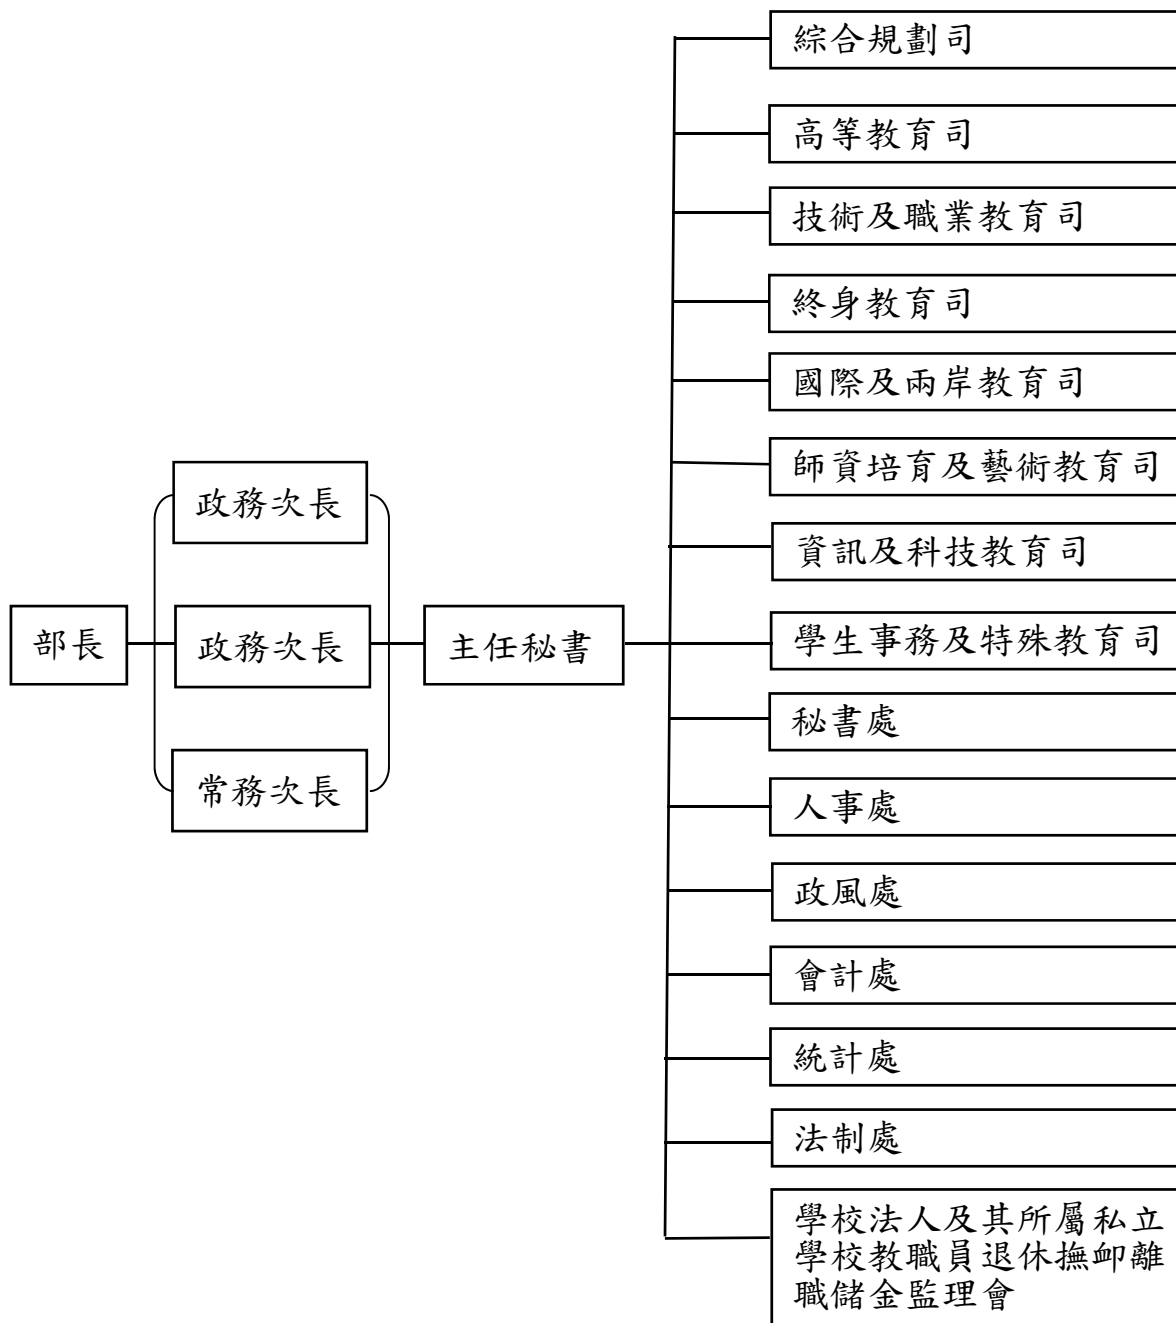 部長
政務次長
政務次長
常務次長
主任秘書
綜合規劃司
高等教育司
技術及職業教育司
終身教育司
國際及兩岸教育司
師資培育及藝術教育司
資訊及科技教育司
學生事務及特殊教育司
秘書處
人事處
政風處
會計處
統計處
法制處
學校法人及其所屬私立
學校教職員退休撫卹離
職儲金監理會